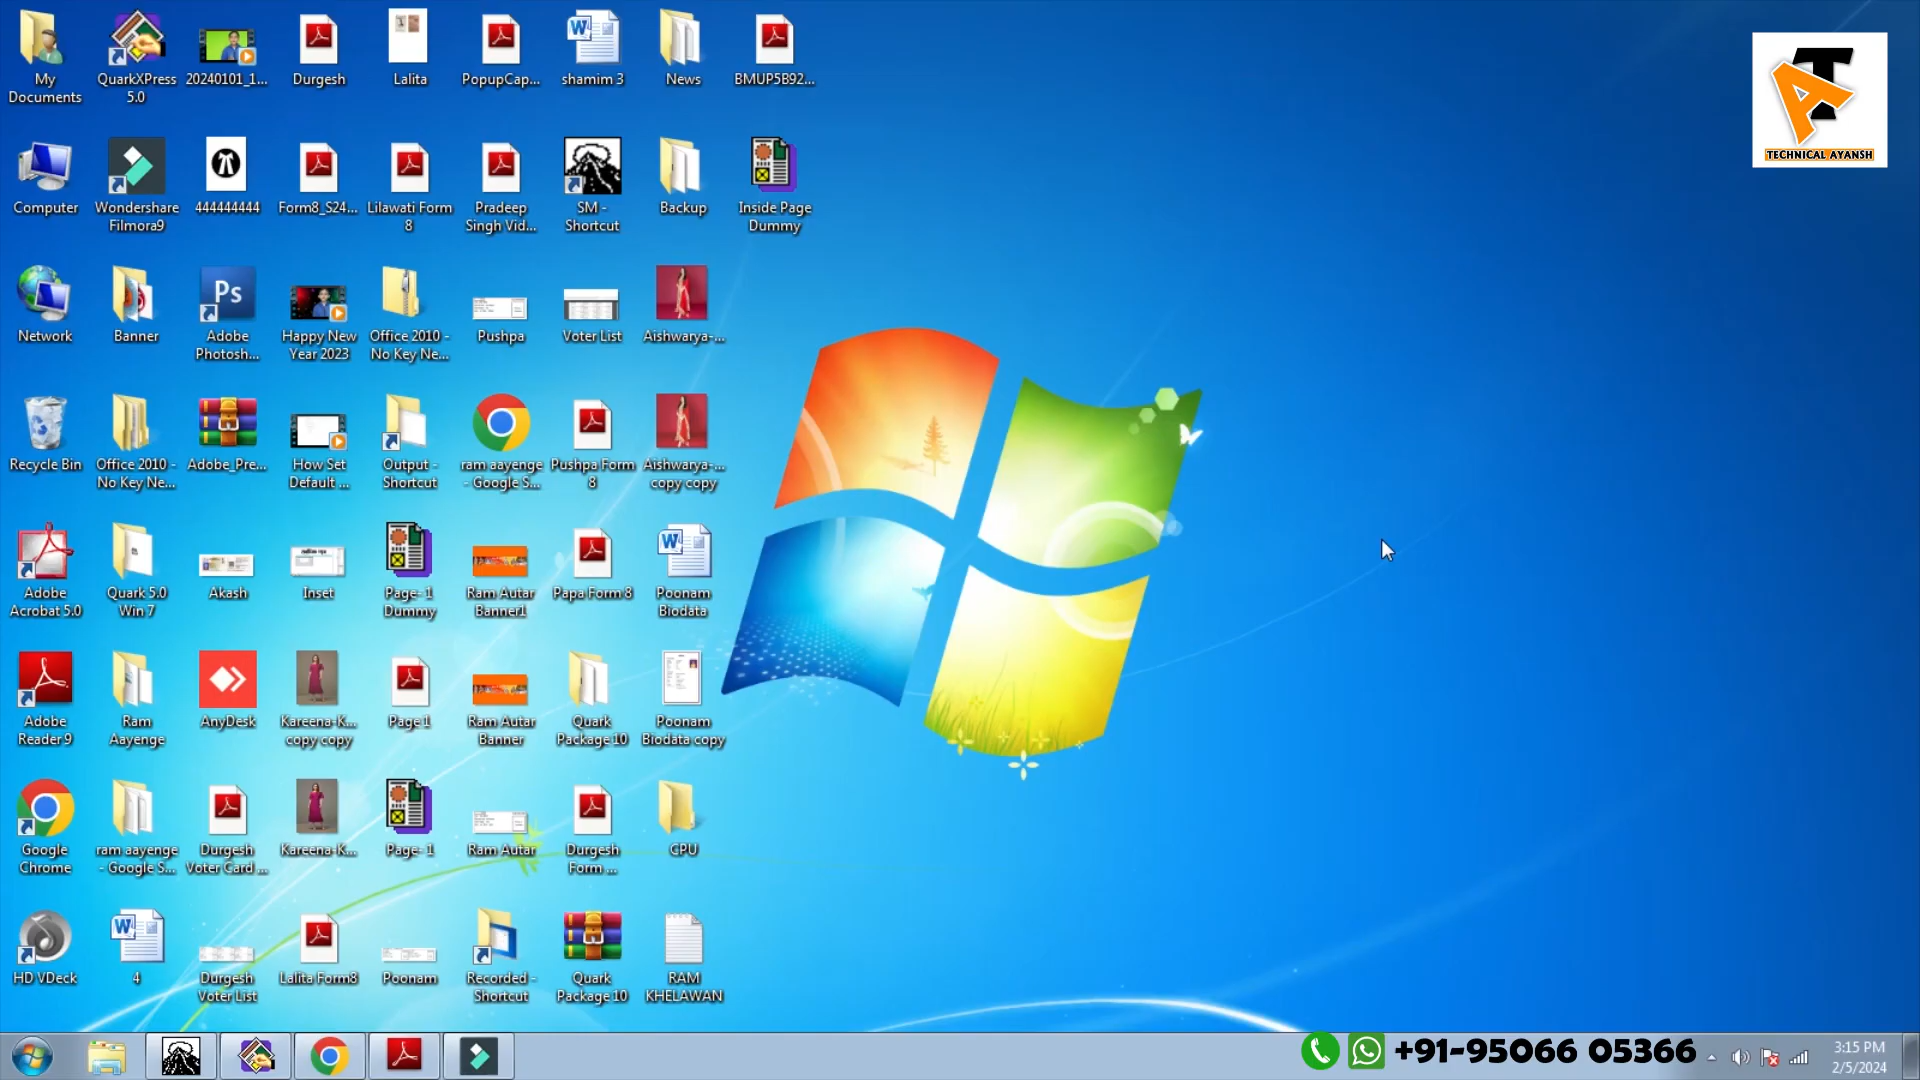 My
Documents
QuarkXPress
5.0
20240101_1...
Durgesh
Lalita
PopupCap...
shamim 3
News
BMUP5B92...
TECHNICAL AYANSH
Computer
Wondershare
Filmora9
444444444
Form8_S24...
Lilawati Form
8
Pradeep
Singh Vid...
SM -
Shortcut
Backup
Inside Page
Dummy
Network
Banner
Ps
Adobe
Photosh...
Happy New
Year 2023
Office 2010 -
No Key Ne...
Pushpa
Voter List
Aishwarya-...
Recycle Bin
Office 2010 -
No Key Ne...
Adobe_Pre...
How Set
Default ...
Output -
Shortcut
ram aayenge
- Google S...
Pushpa Form
8
Aishwarya-...
copy copy
Adobe
Acrobat 5.0
Quark 5.0
Win 7
Akash
Inset
Page- 1
Dummy
Ram Autar
Banner1
Papa Form 8
Poonam
Biodata
Adobe
Reader 9
Ram
Aayenge
AnyDesk
Kareena-K...
copy copy
Page 1
Ram Autar
Banner
Quark
Package 10
Poonam
Biodata copy
Google
Chrome
ram aayenge
- Google S...
Durgesh
Voter Card ...
Kareena-K...
Page- 1
Ram Autar
Durgesh
Form ...
CPU
HD VDeck
4
Durgesh
Voter List
Lalita Form8
Poonam
Recorded -
Shortcut
Quark
Package 10
RAM
KHELAWAN
+91-95066 05366
3:15 PM
2/5/2024